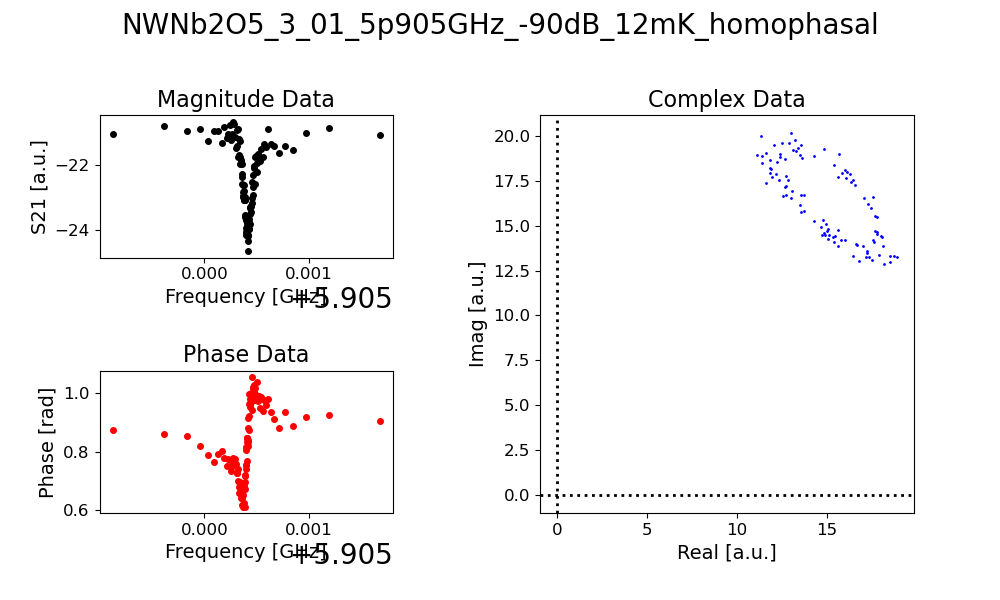 NWNb2O5_3_01_5p905GHz_-90dB_12mK_homophasal
Magnitude Data
S21 [a.u.]
−22
−24
0.000
0.001
Frequency [GHz]
+5.905
Phase Data
Phase [rad]
1.0
0.8
0.6
0.000
0.001
Frequency [GHz]
+5.905
Complex Data
Imag [a.u.]
20.0
17.5
15.0
12.5
10.0
7.5
5.0
2.5
0.0
0
5
10
15
Real [a.u.]